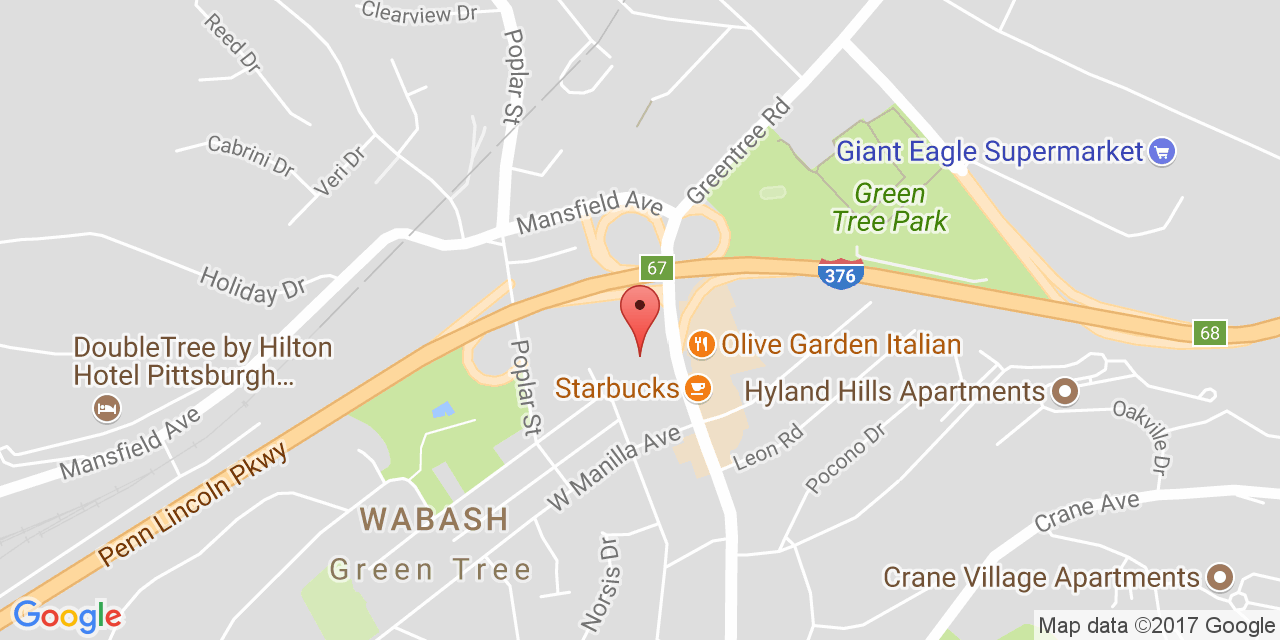 Clearview Dr
Reed Dr
Poplar St
Greentree Rd
Cabrini Dr
Veri Dr
Giant Eagle Supermarket
Green
Tree Park
Mansfield Ave
67
376
Holiday Dr
68
DoubleTree by Hilton
Hotel Pittsburgh...
Olive Garden Italian
Poplar St
Starbucks
Hyland Hills Apartments
Mansfield Ave
Oakville Dr
W Manilla Ave
Leon Rd
Pocono Dr
Penn Lincoln Pkwy
WABASH
Crane Ave
Green Tree
Norsis Dr
Crane Village Apartments
Google
Map data ©2017 Google